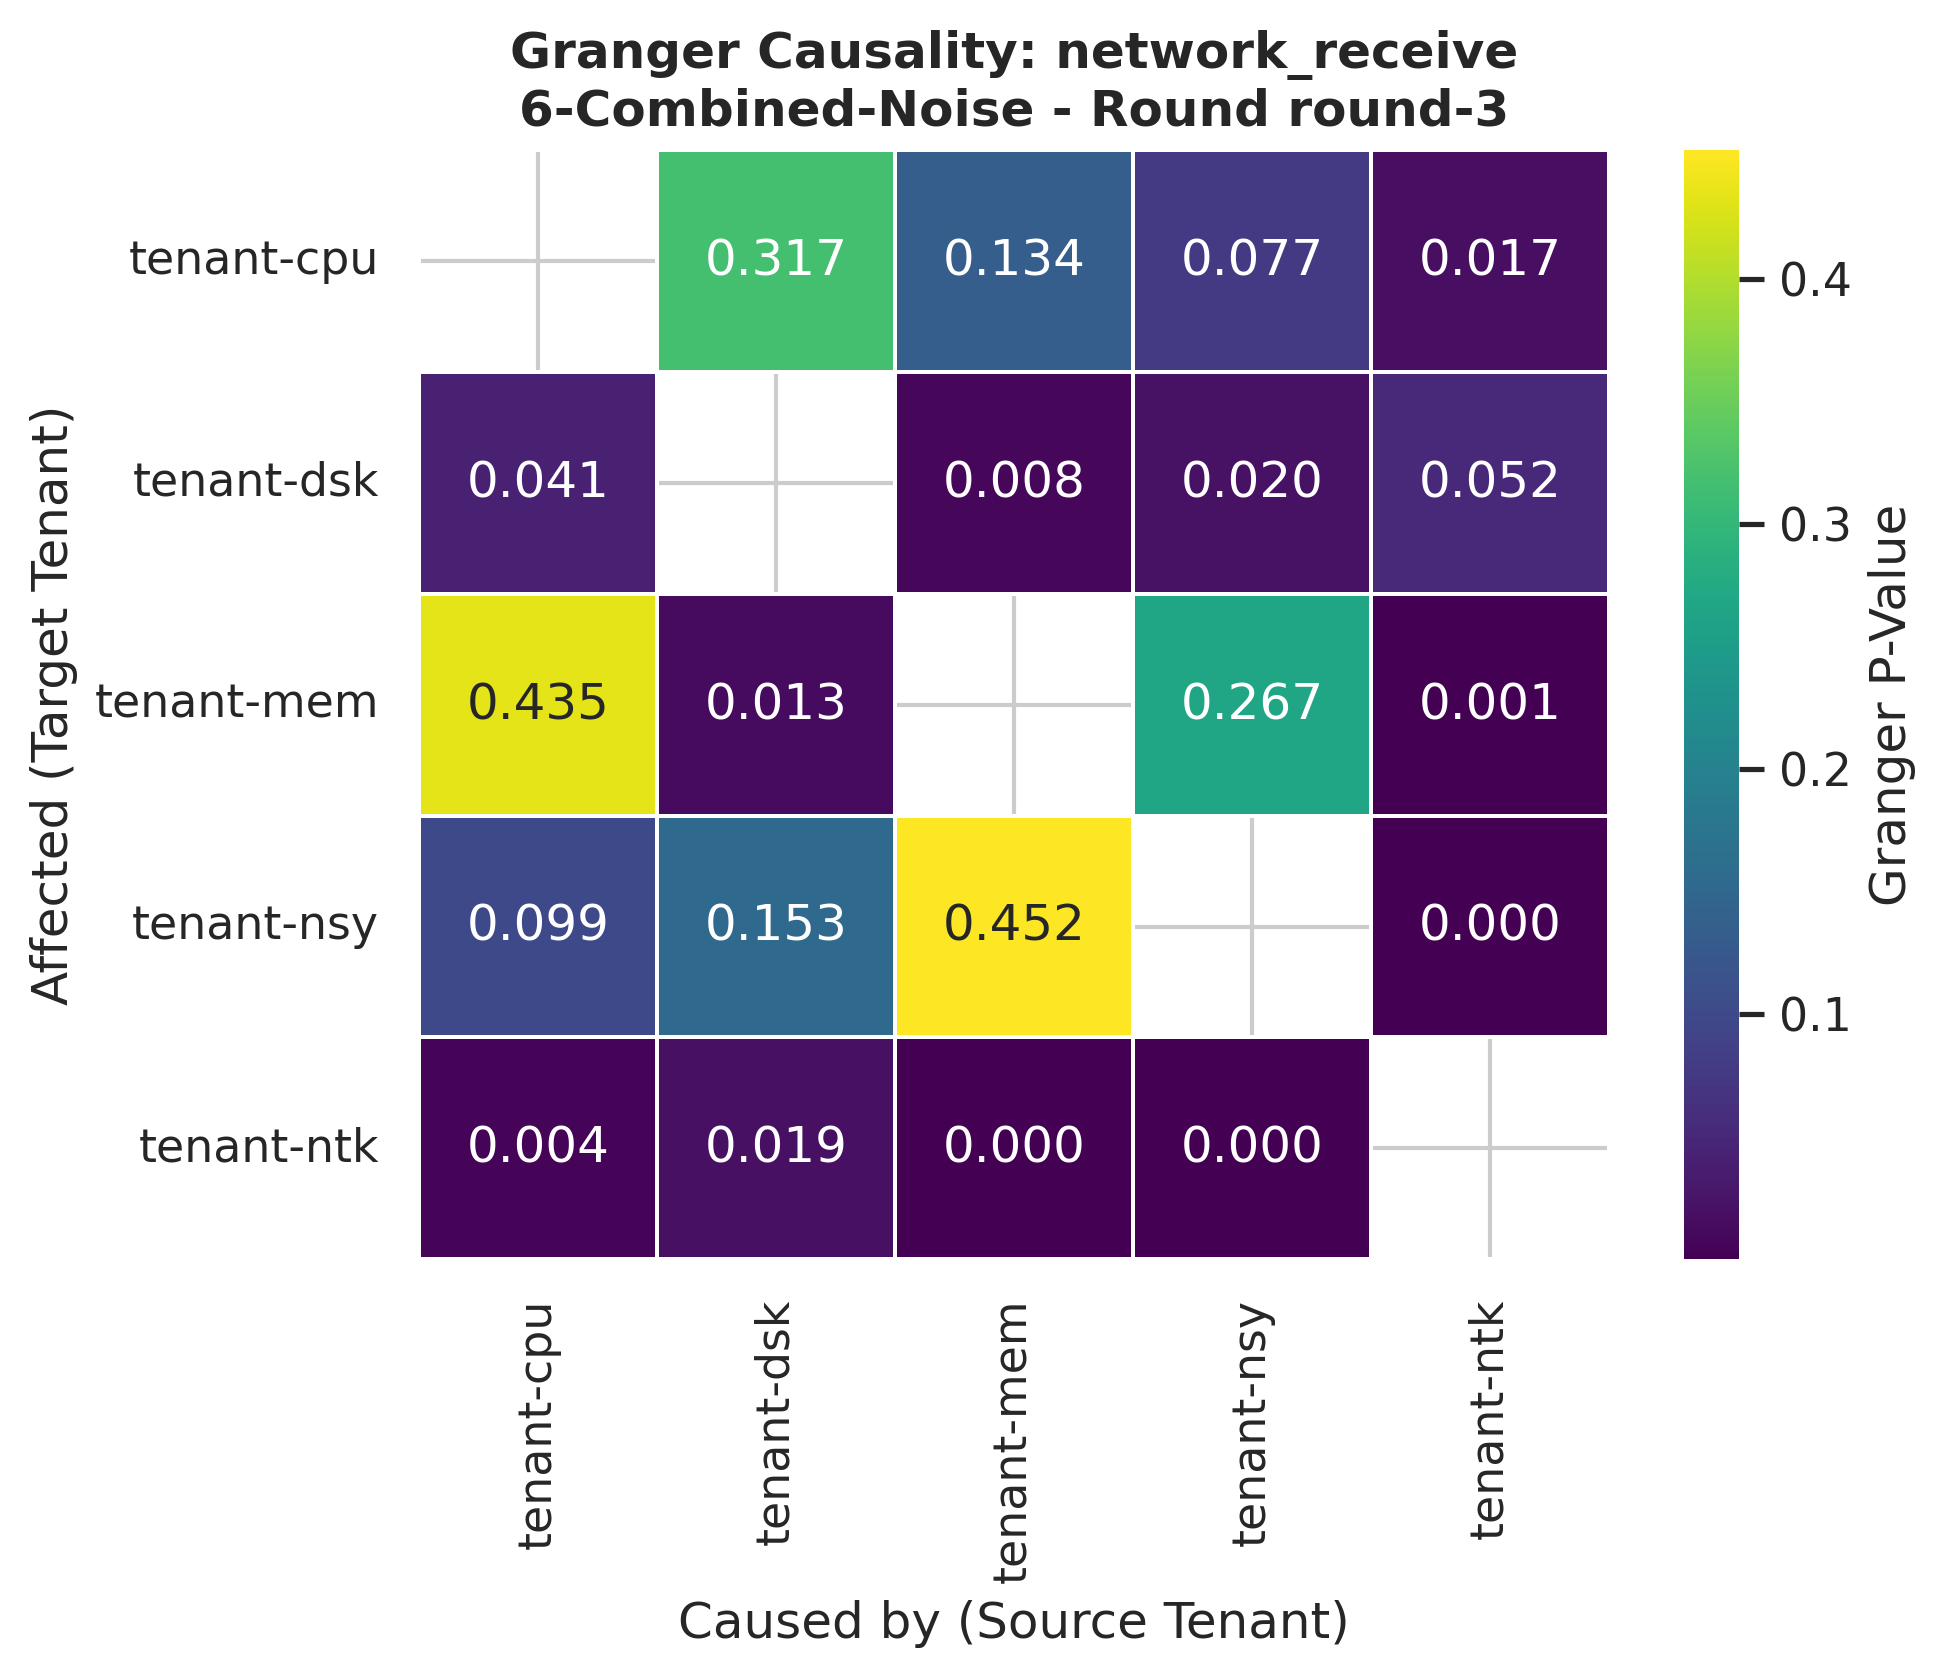 Granger Causality: network_receive
6-Combined-Noise - Round round-3
Affected (Target Tenant)
tenant-cpu
0.317
0.134
0.077
0.017
tenant-dsk
0.041
0.008
0.020
0.052
tenant-mem
0.435
0.013
0.267
0.001
tenant-nsy
0.099
0.153
0.452
0.000
tenant-ntk
0.004
0.019
0.000
0.000
tenant-cpu
tenant-dsk
tenant-mem
tenant-nsy
tenant-ntk
Caused by (Source Tenant)
0.4
0.3
0.2
0.1
Granger P-Value